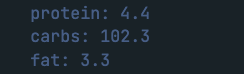 protein: 4.4
carbs: 102.3
fat: 3.3